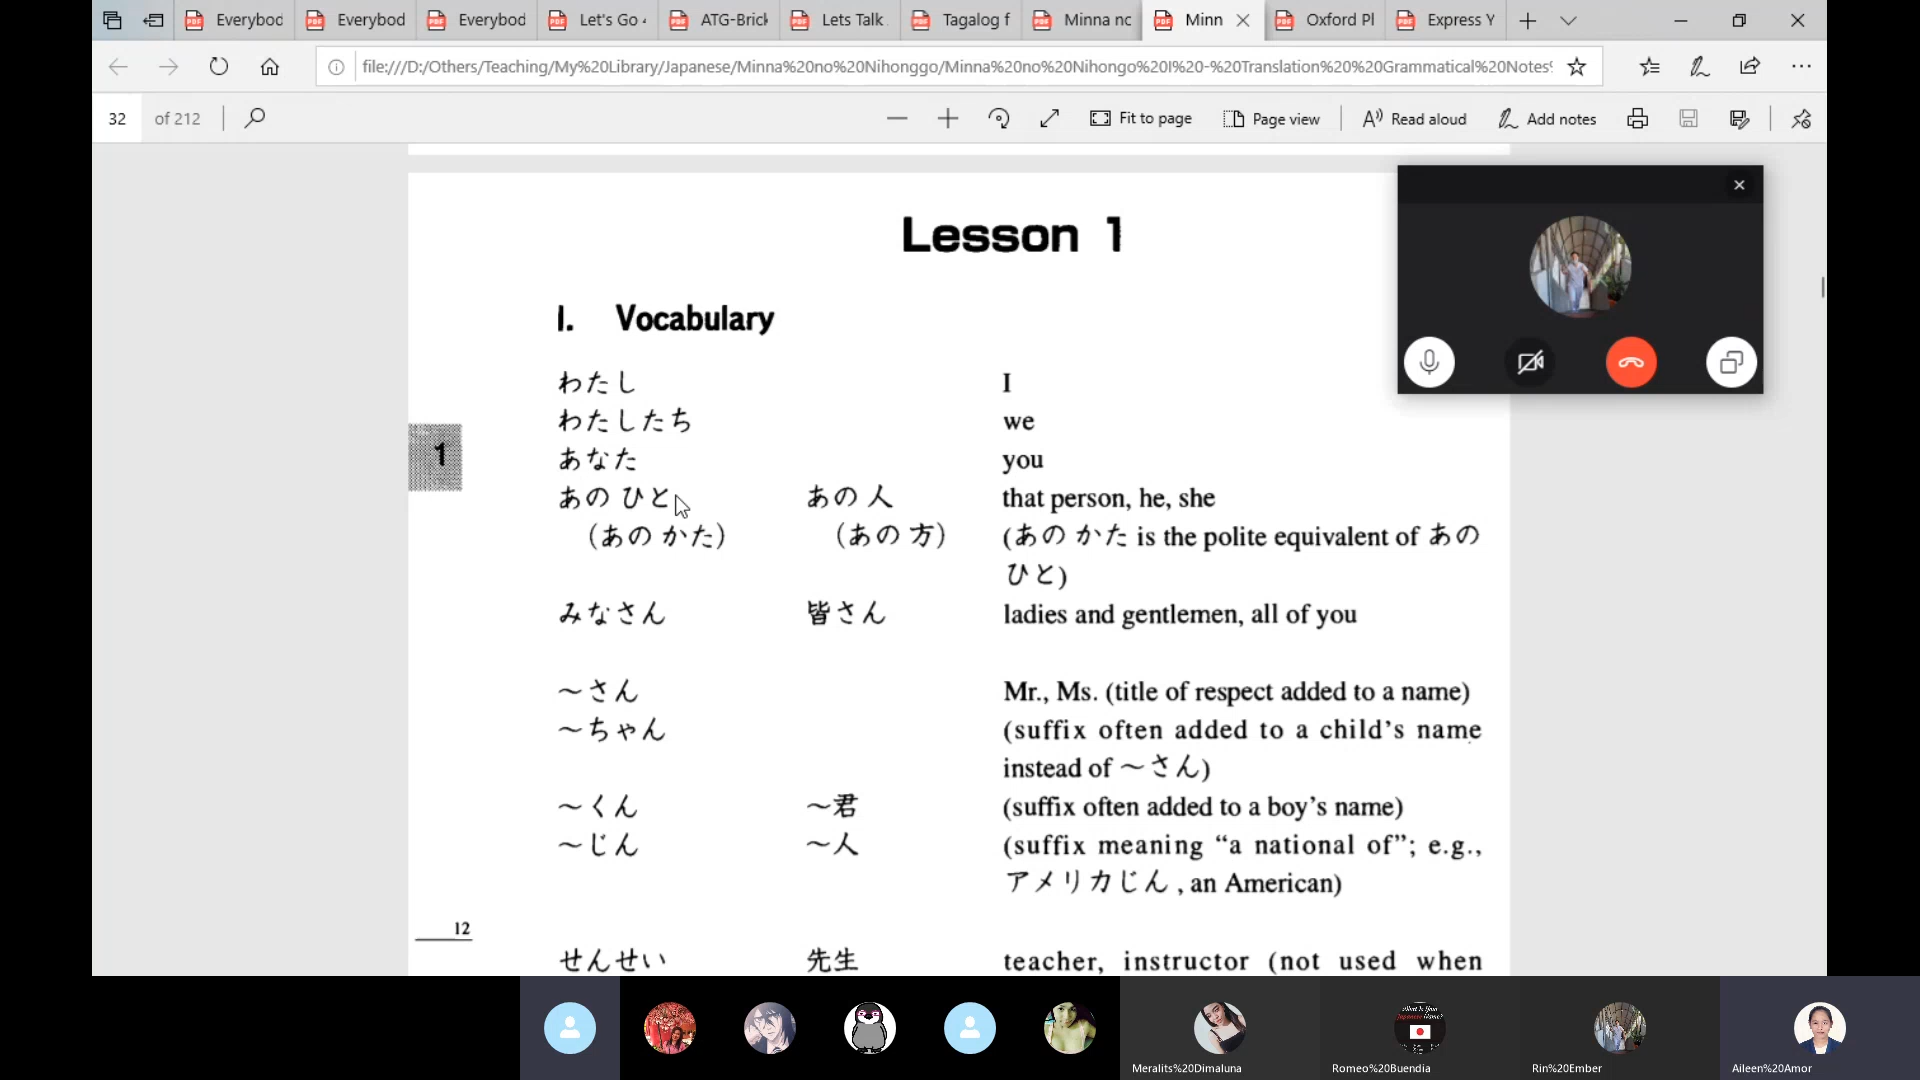 Everybod Everybod Everybod Let's Go ATG-Brick Lets Talk Tagalog f Minna no Minn Oxford Pl Express Y
file:///D:/Others/Teaching/My%20Library/Japanese/Minna%20no%20Nihonggo/Minna%20no%20Nihongo%20I%20-%20Translation%20%20Grammatical%20Notes%
32 of 212 Fit to page Page view Read aloud Add notes
Lesson 1
I. Vocabulary
わたし I
わたしたち we
あなた you
あの ひと あの 人 that person, he, she
（あの かた） （あの 方） (あの かた is the polite equivalent of あの
ひと)
1
みなさん 皆さん ladies and gentlemen, all of you
～さん Mr., Ms. (title of respect added to a name)
～ちゃん (suffix often added to a child's name
instead of ～さん)
～くん ～君 (suffix often added to a boy's name)
～じん ～人 (suffix meaning “a national of”; e.g.,
アメリカじん, an American)
12
せんせい 先生 teacher, instructor (not used when
Meralits%20Dimaluna Romeo%20Buendia Rin%20Ember Aileen%20Amor